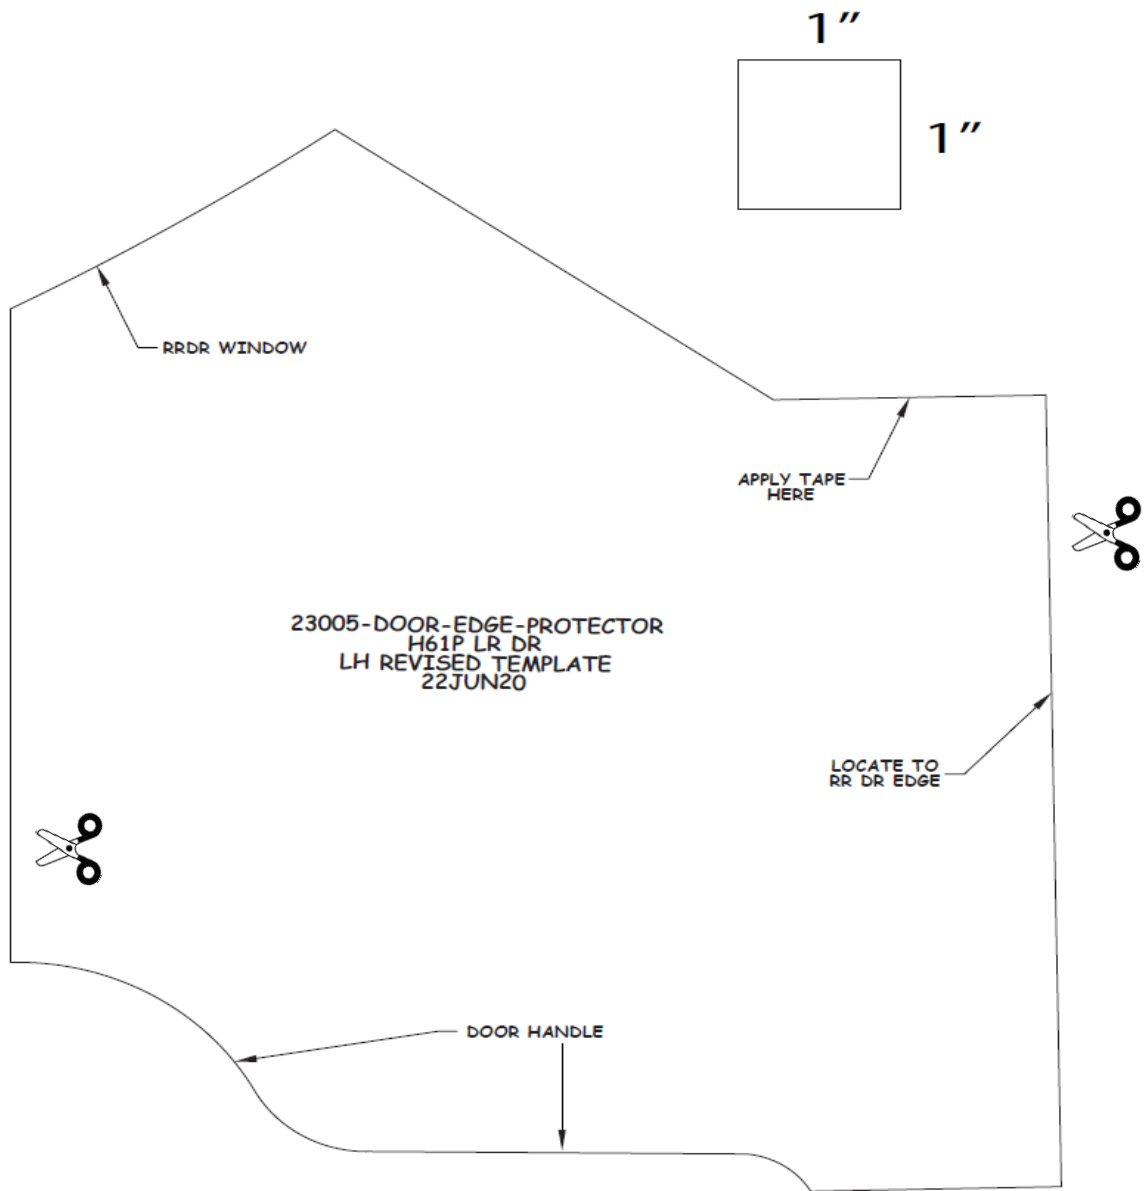 1”
1”
RRDR WINDOW
APPLY TAPE
HERE
23005-DOOR-EDGE-PROTECTOR
H61P LR DR
LH REVISED TEMPLATE
22JUN20
LOCATE TO
RR DR EDGE
DOOR HANDLE